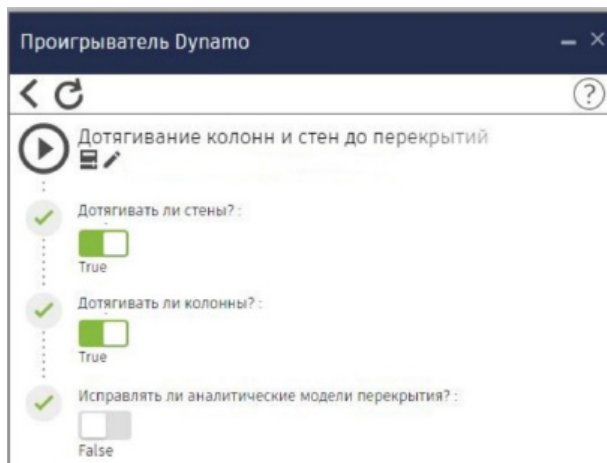 Проигрыватель Dynamo
Дотягивание колонн и стен до перекрытий
Дотягивать ли стены? :
True
Дотягивать ли колонны? :
True
Исправлять ли аналитические модели перекрытия? :
False